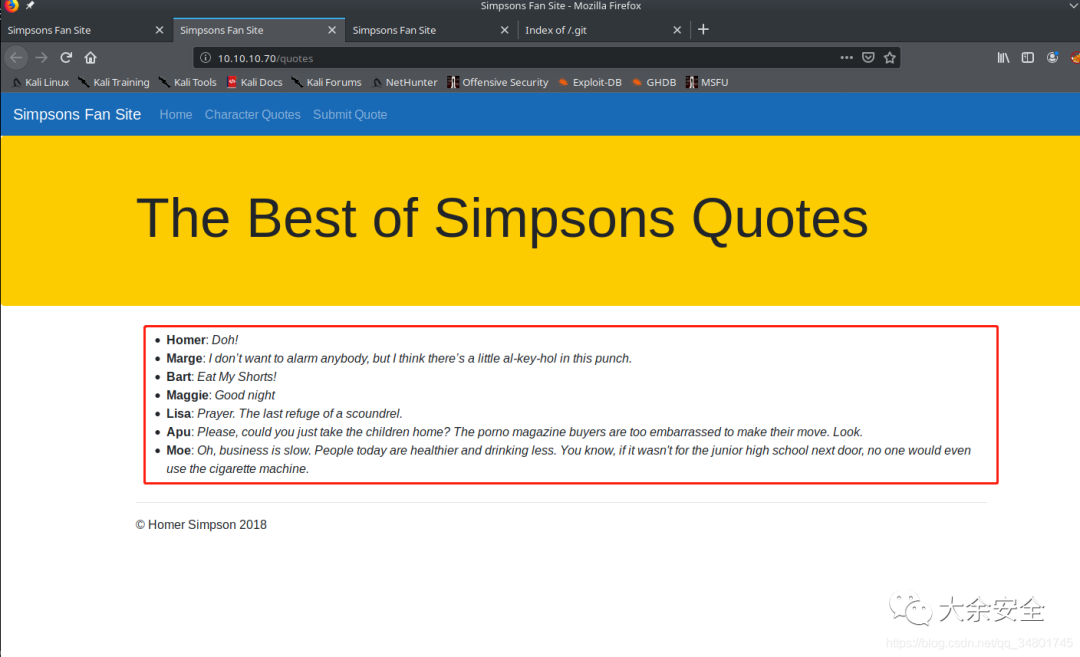 Simpsons Fan Site - Mozilla Firefox
Simpsons Fan Site Simpsons Fan Site Simpsons Fan Site Index of /.git
10.10.10.70/quotes
Kali Linux Kali Training Kali Tools Kali Docs Kali Forums NetHunter Offensive Security Exploit-DB GHDB MSFU
Simpsons Fan Site Home Character Quotes Submit Quote
The Best of Simpsons Quotes
Homer: Doh!
Marge: I don't want to alarm anybody, but I think there's a little al-key-hol in this punch.
Bart: Eat My Shorts!
Maggie: Good night
Lisa: Prayer. The last refuge of a scoundrel.
Apu: Please, could you just take the children home? The porno magazine buyers are too embarrassed to make their move. Look.
Moe: Oh, business is slow. People today are healthier and drinking less. You know, if it wasn't for the junior high school next door, no one would even
use the cigarette machine.
© Homer Simpson 2018
大余安全
https://blog.csdn.net/qq_34801745